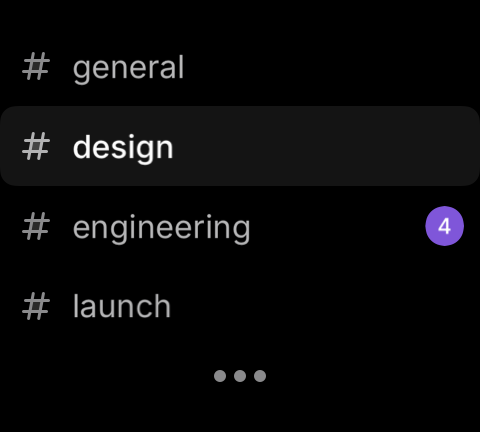 # general
# design
# engineering 4
# launch